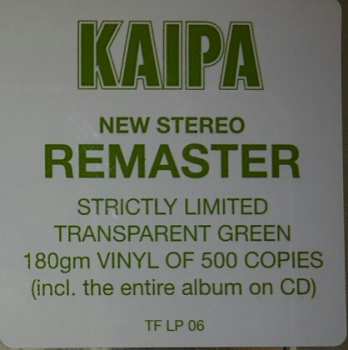 KAIPA
NEW STEREO
REMASTER
STRICTLY LIMITED
TRANSPARENT GREEN
180gm VINYL OF 500 COPIES
(incl. the entire album on CD)
TF LP 06